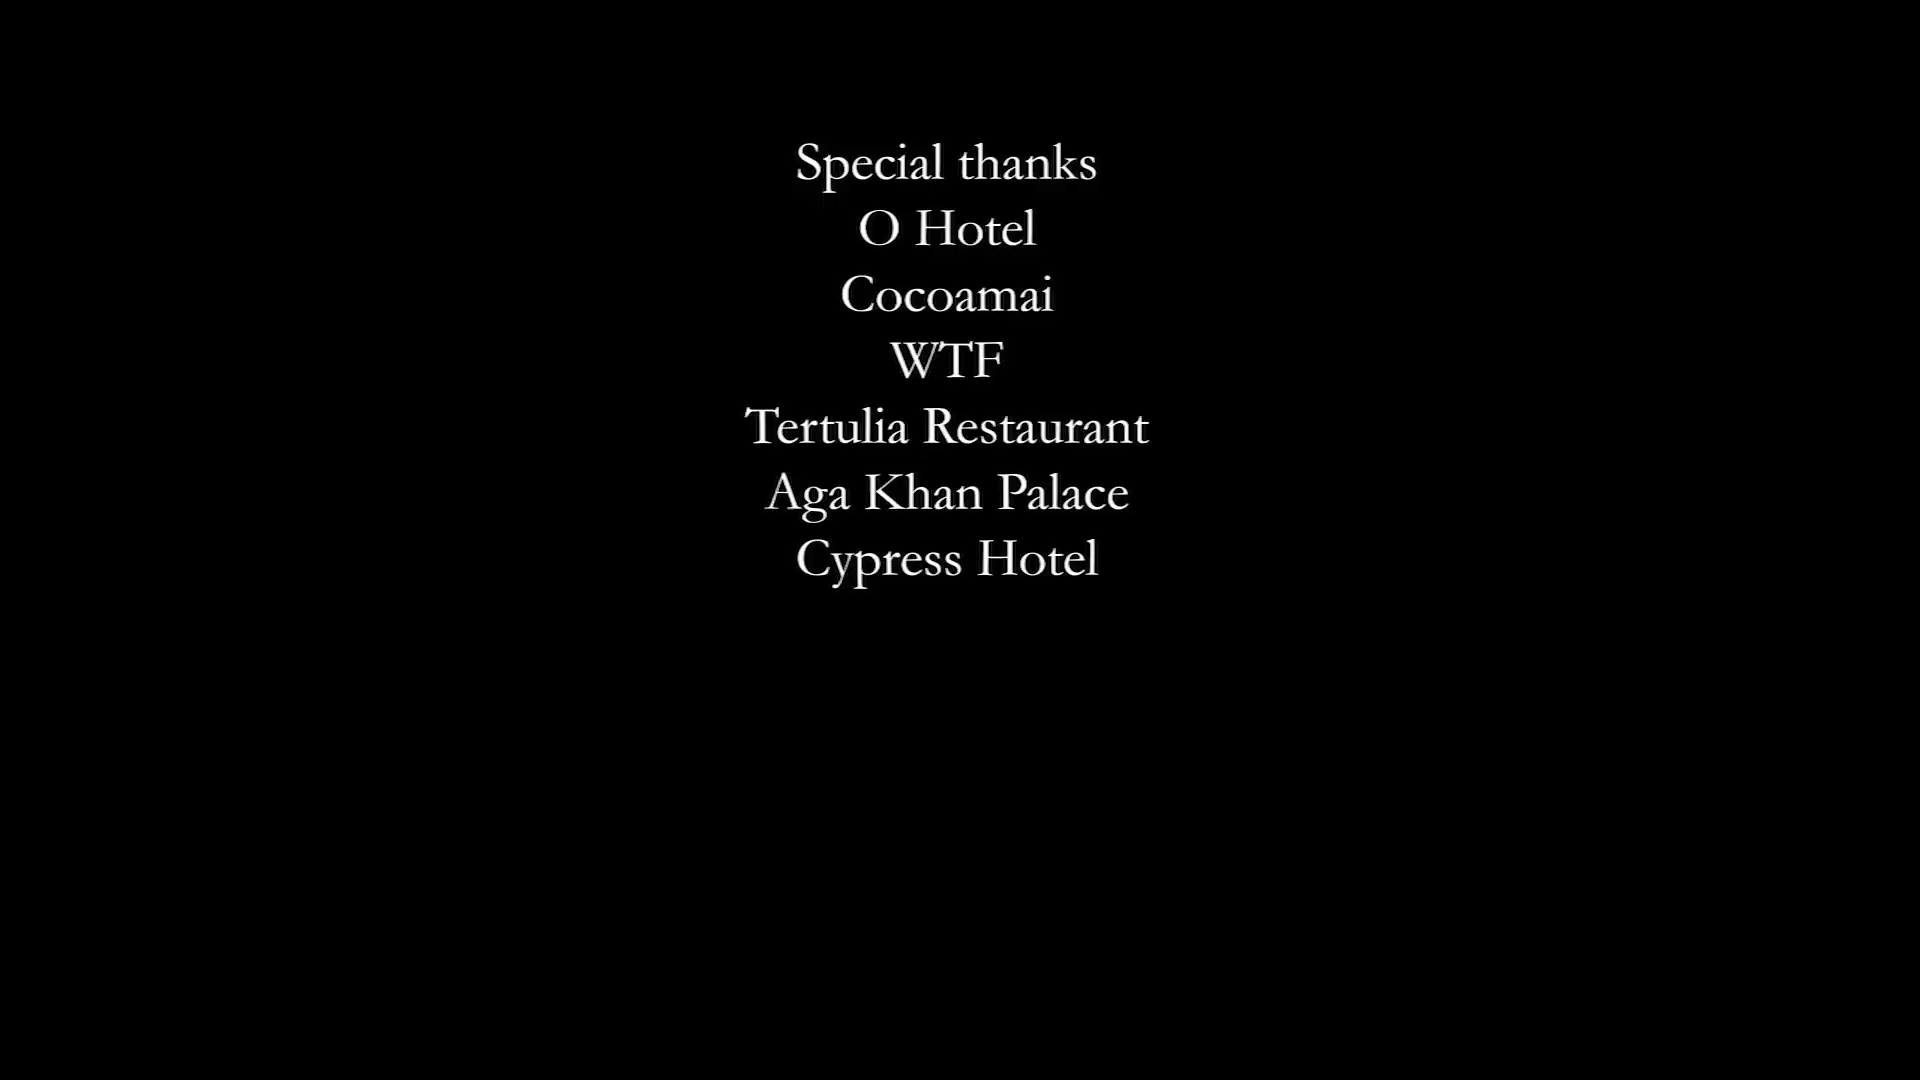 Special thanks
O Hotel
Cocoamai
WTF
Tertulia Restaurant
Aga Khan Palace
Cypress Hotel